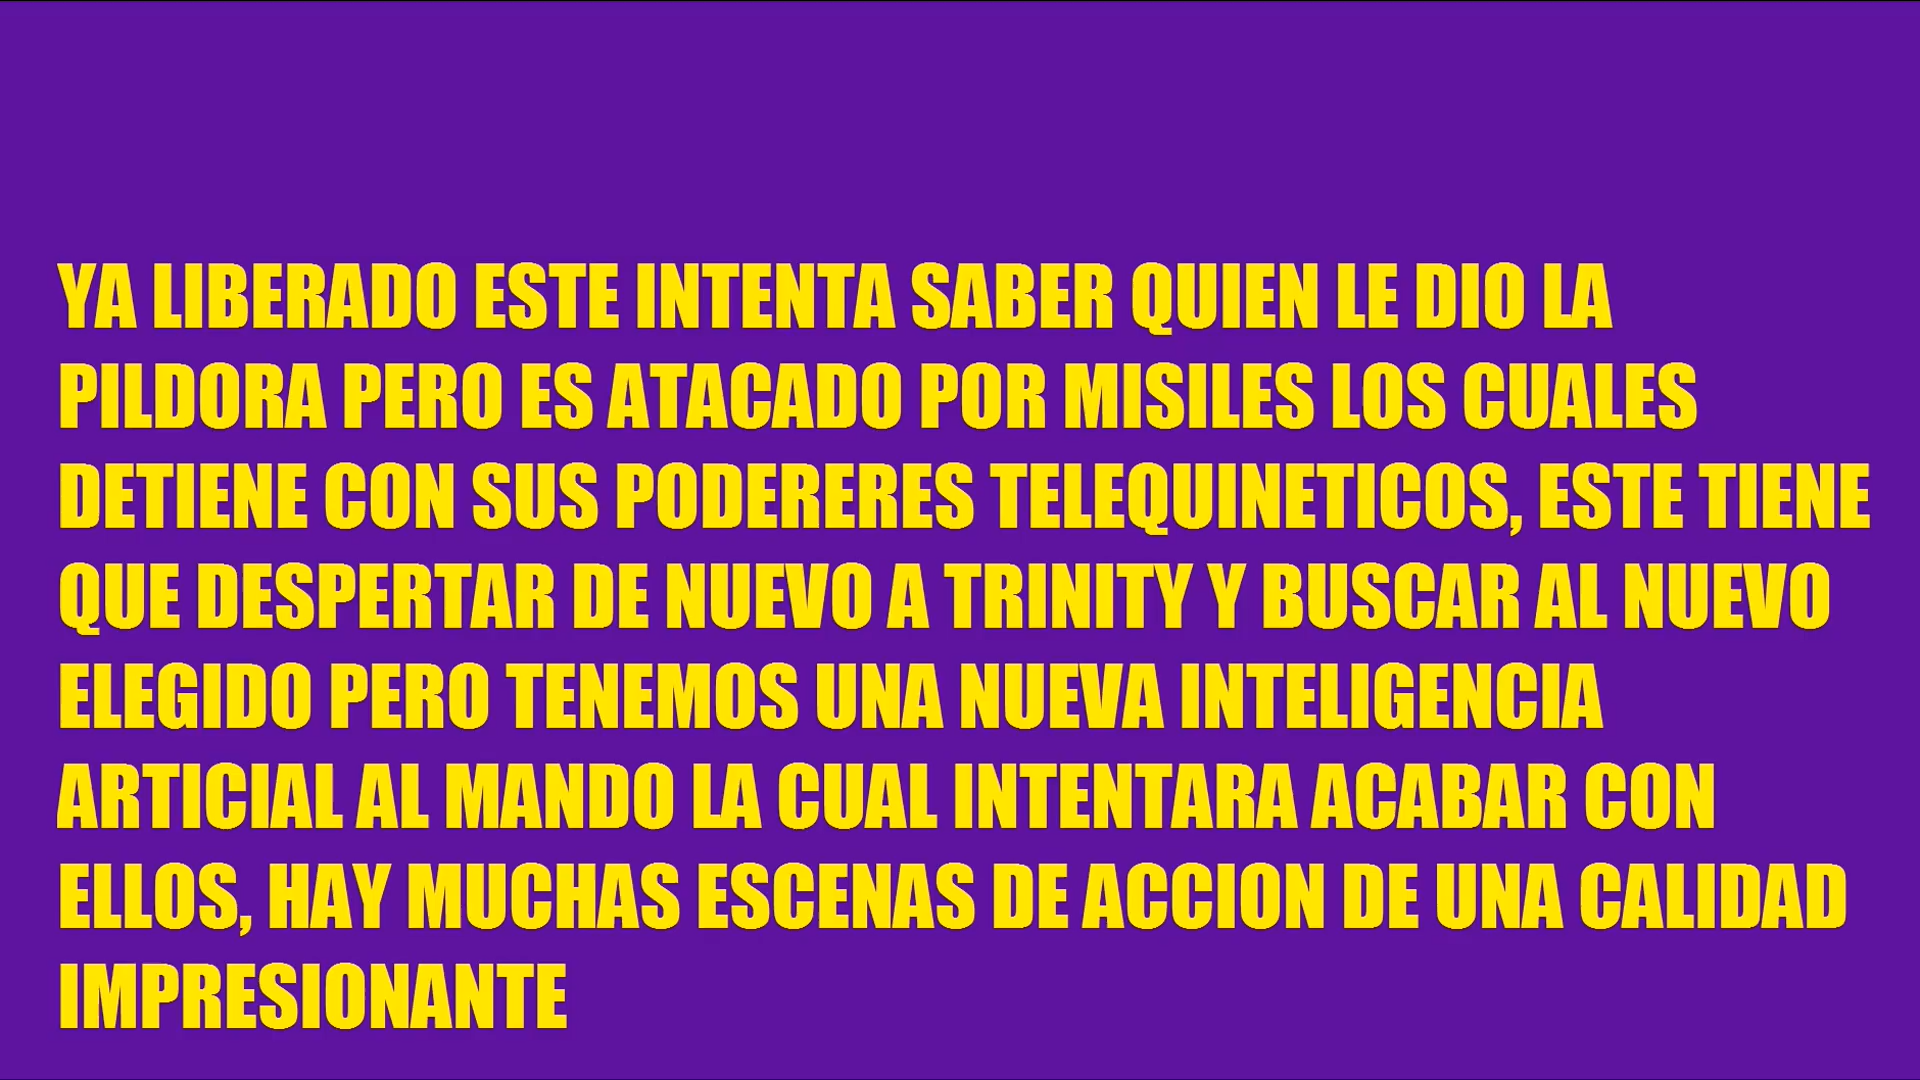 YA LIBERADO ESTE INTENTA SABER QUIEN LE DIO LA
PILDORA PERO ES ATACADO POR MISILES LOS CUALES
DETIENE CON SUS PODERERES TELEQUINETICOS, ESTE TIENE
QUE DESPERTAR DE NUEVO A TRINITY Y BUSCAR AL NUEVO
ELEGIDO PERO TENEMOS UNA NUEVA INTELIGENCIA
ARTICIAL AL MANDO LA CUAL INTENTARA ACABAR CON
ELLOS, HAY MUCHAS ESCENAS DE ACCION DE UNA CALIDAD
IMPRESIONANTE